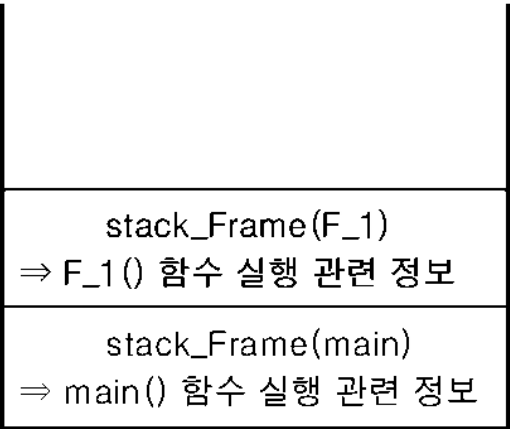 stack_Frame(F_1)
⇒ F_1() 함수 실행 관련 정보
stack_Frame(main)
⇒ main() 함수 실행 관련 정보